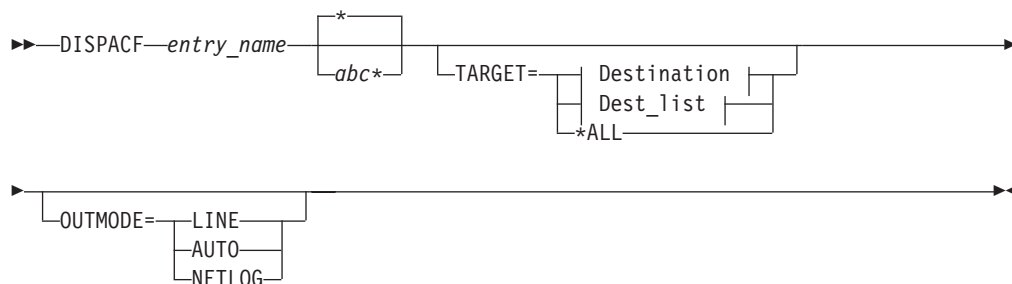 *
DISPACF entry_name
abc*
TARGET= Destination
Dest_list
*ALL
OUTMODE= LINE
AUTO
NETLOG